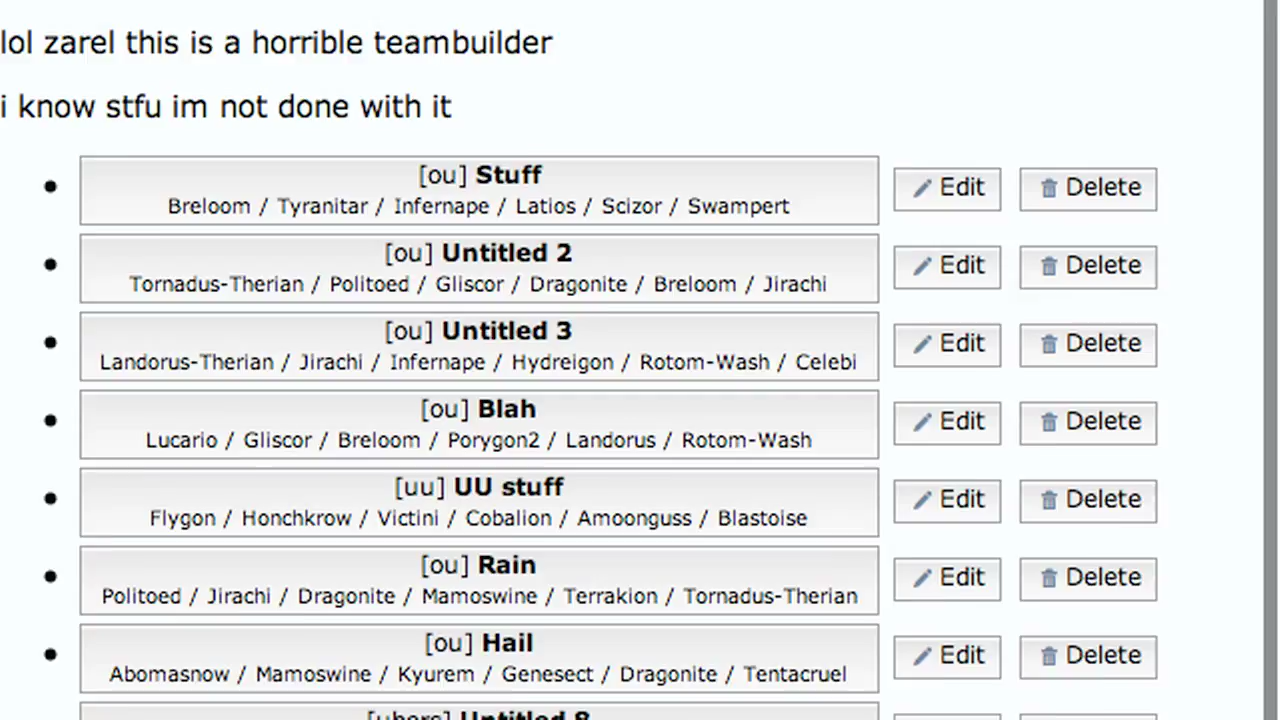 lol zarel this is a horrible teambuilder
i know stfu im not done with it
[ou] Stuff
Breloom / Tyranitar / Infernape / Latios / Scizor / Swampert
Edit
Delete
[ou] Untitled 2
Tornadus-Therian / Politoed / Gliscor / Dragonite / Breloom / Jirachi
Edit
Delete
[ou] Untitled 3
Landorus-Therian / Jirachi / Infernape / Hydreigon / Rotom-Wash / Celebi
Edit
Delete
[ou] Blah
Lucario / Gliscor / Breloom / Porygon2 / Landorus / Rotom-Wash
Edit
Delete
[uu] UU stuff
Flygon / Honchkrow / Victini / Cobalion / Amoonguss / Blastoise
Edit
Delete
[ou] Rain
Politoed / Jirachi / Dragonite / Mamoswine / Terrakion / Tornadus-Therian
Edit
Delete
[ou] Hail
Abomasnow / Mamoswine / Kyurem / Genesect / Dragonite / Tentacruel
Edit
Delete
[ubers] Untitled 8